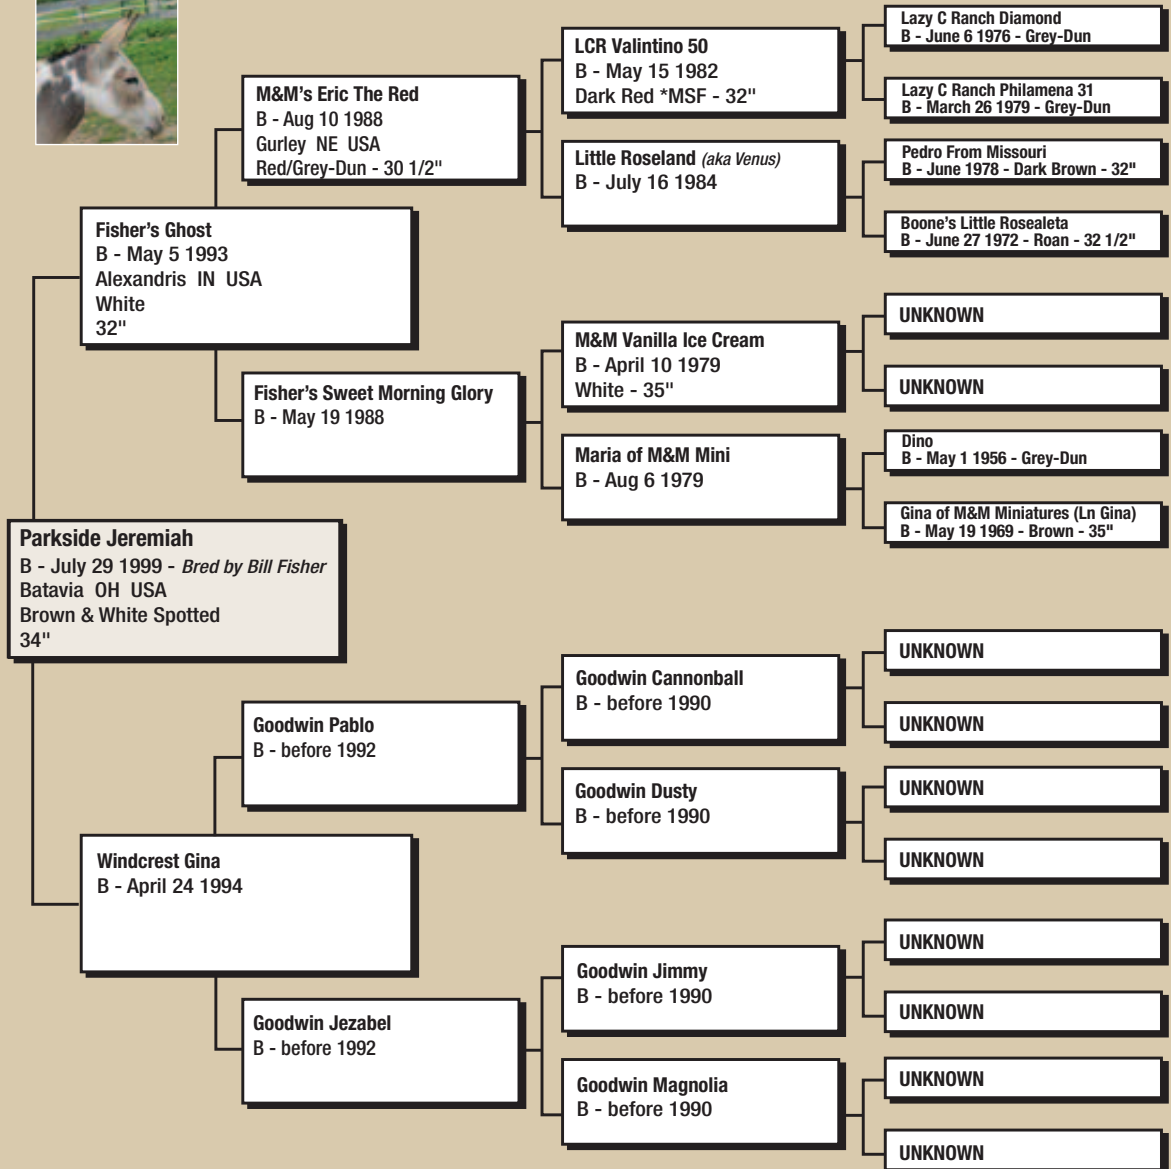 Parkside Jeremiah
B - July 29 1999 - Bred by Bill Fisher
Batavia OH USA
Brown & White Spotted
34"
Fisher's Ghost
B - May 5 1993
Alexandris IN USA
White
32"
Windcrest Gina
B - April 24 1994
M&M's Eric The Red
B - Aug 10 1988
Gurley NE USA
Red/Grey-Dun - 30 1/2"
Fisher's Sweet Morning Glory
B - May 19 1988
Goodwin Pablo
B - before 1992
Goodwin Jezabel
B - before 1992
LCR Valintino 50
B - May 15 1982
Dark Red *MSF - 32"
Little Roseland (aka Venus)
B - July 16 1984
M&M Vanilla Ice Cream
B - April 10 1979
White - 35"
Maria of M&M Mini
B - Aug 6 1979
Goodwin Cannonball
B - before 1990
Goodwin Dusty
B - before 1990
Goodwin Jimmy
B - before 1990
Goodwin Magnolia
B - before 1990
Lazy C Ranch Diamond
B - June 6 1976 - Grey-Dun
Lazy C Ranch Philamena 31
B - March 26 1979 - Grey-Dun
Pedro From Missouri
B - June 1978 - Dark Brown - 32"
Boone's Little Rosealeta
B - June 27 1972 - Roan - 32 1/2"
UNKNOWN
UNKNOWN
Dino
B - May 1 1956 - Grey-Dun
Gina of M&M Miniatures (Ln Gina)
B - May 19 1969 - Brown - 35"
UNKNOWN
UNKNOWN
UNKNOWN
UNKNOWN
UNKNOWN
UNKNOWN
UNKNOWN
UNKNOWN